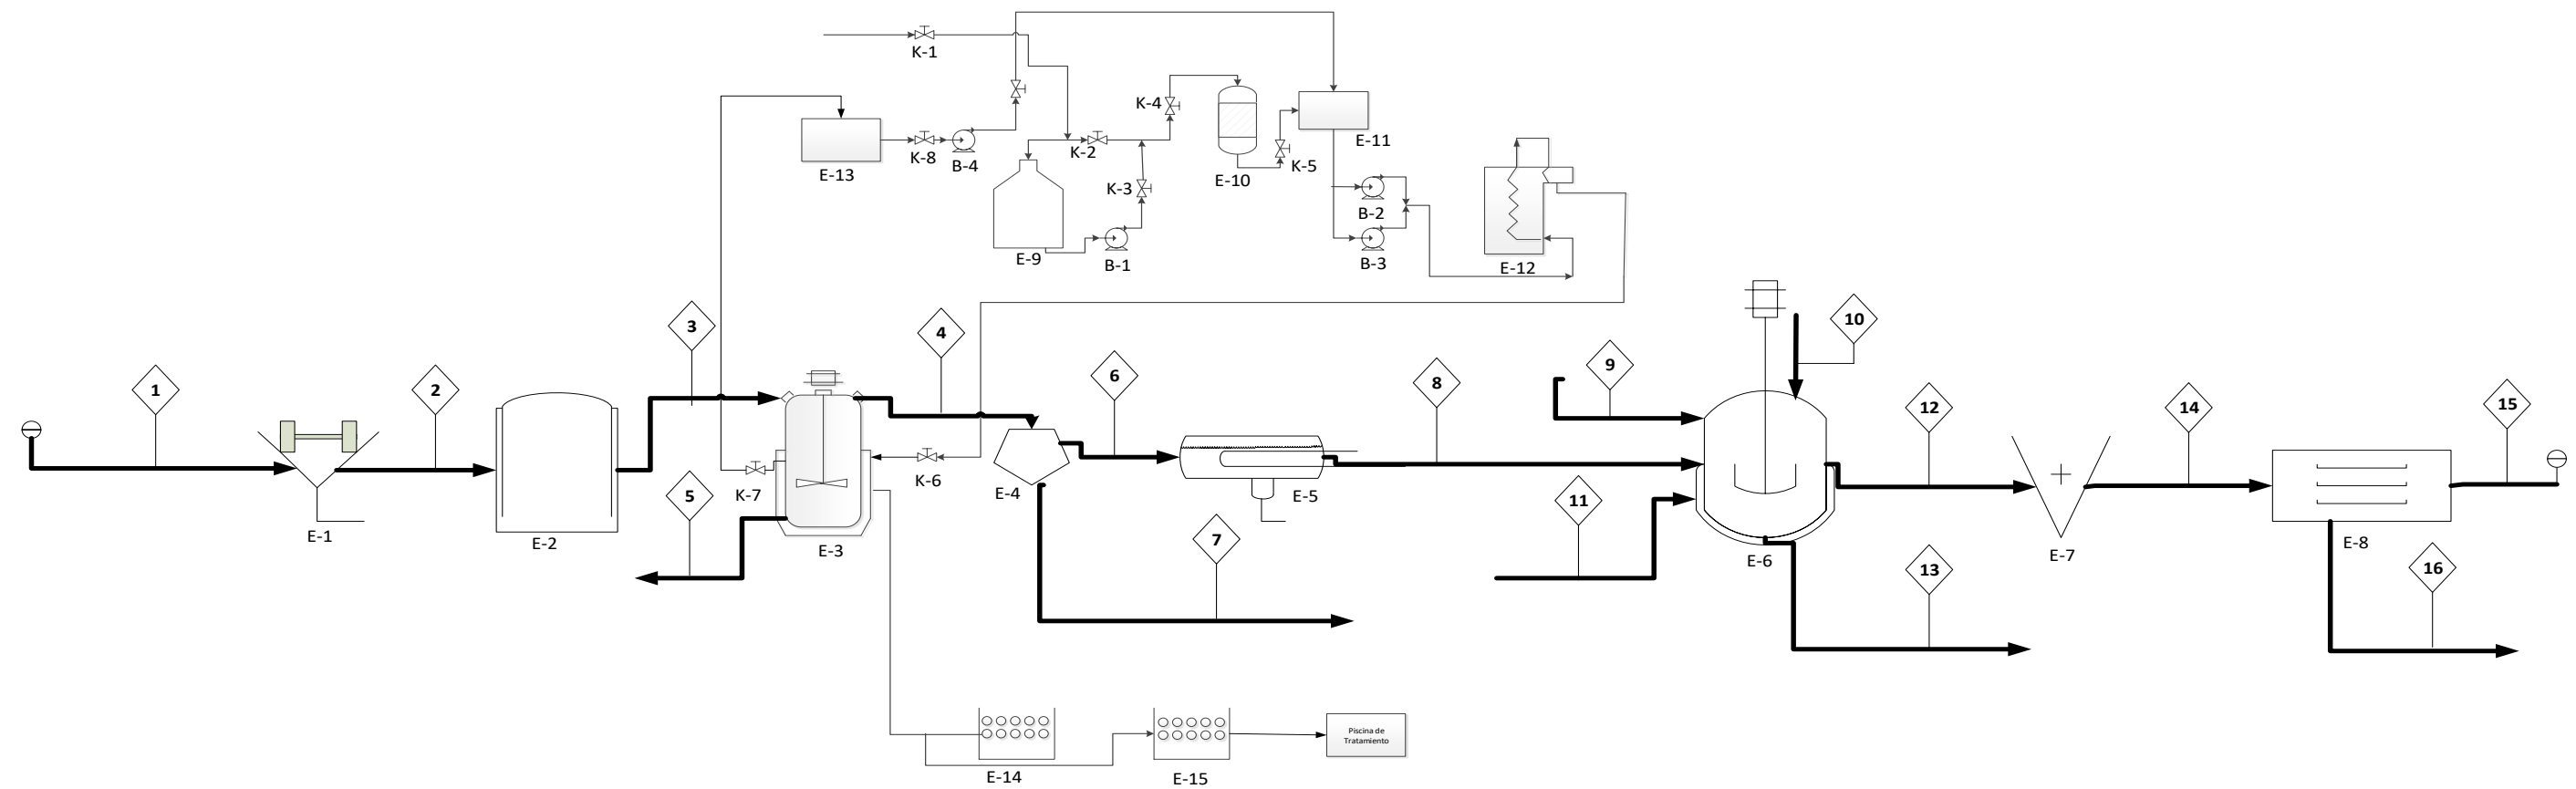 K-1
K-4
E-11
K-8
B-4
K-2
K-5
E-13
K-3
E-10
B-2
E-9
B-1
B-3
E-12
3
4
10
9
1
2
6
8
12
14
15
K-7
K-6
5
E-4
E-5
11
E-1
E-2
E-3
7
E-6
E-7
E-8
13
16
Piscina de
Tratamiento
E-14
E-15